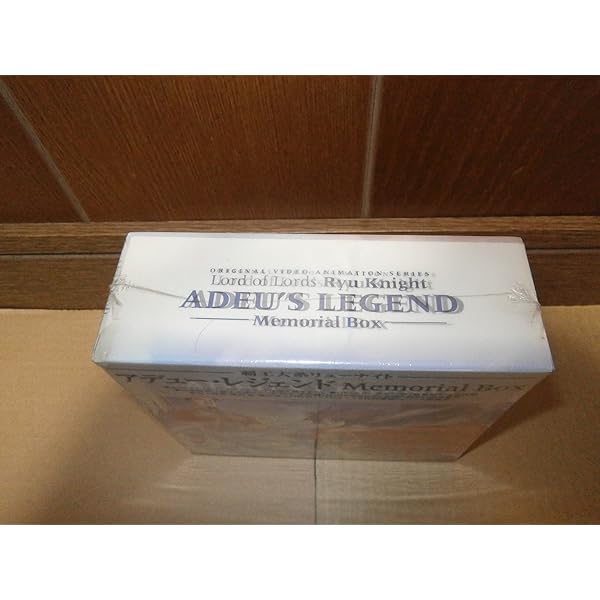 ORIGINAL VIDEO ANIMATION SERIES
Lord of Lords Ryu Knight
ADEU'S LEGEND
Memorial Box
覇王大系リューナイト
アデュー・レジェンド Memorial Box